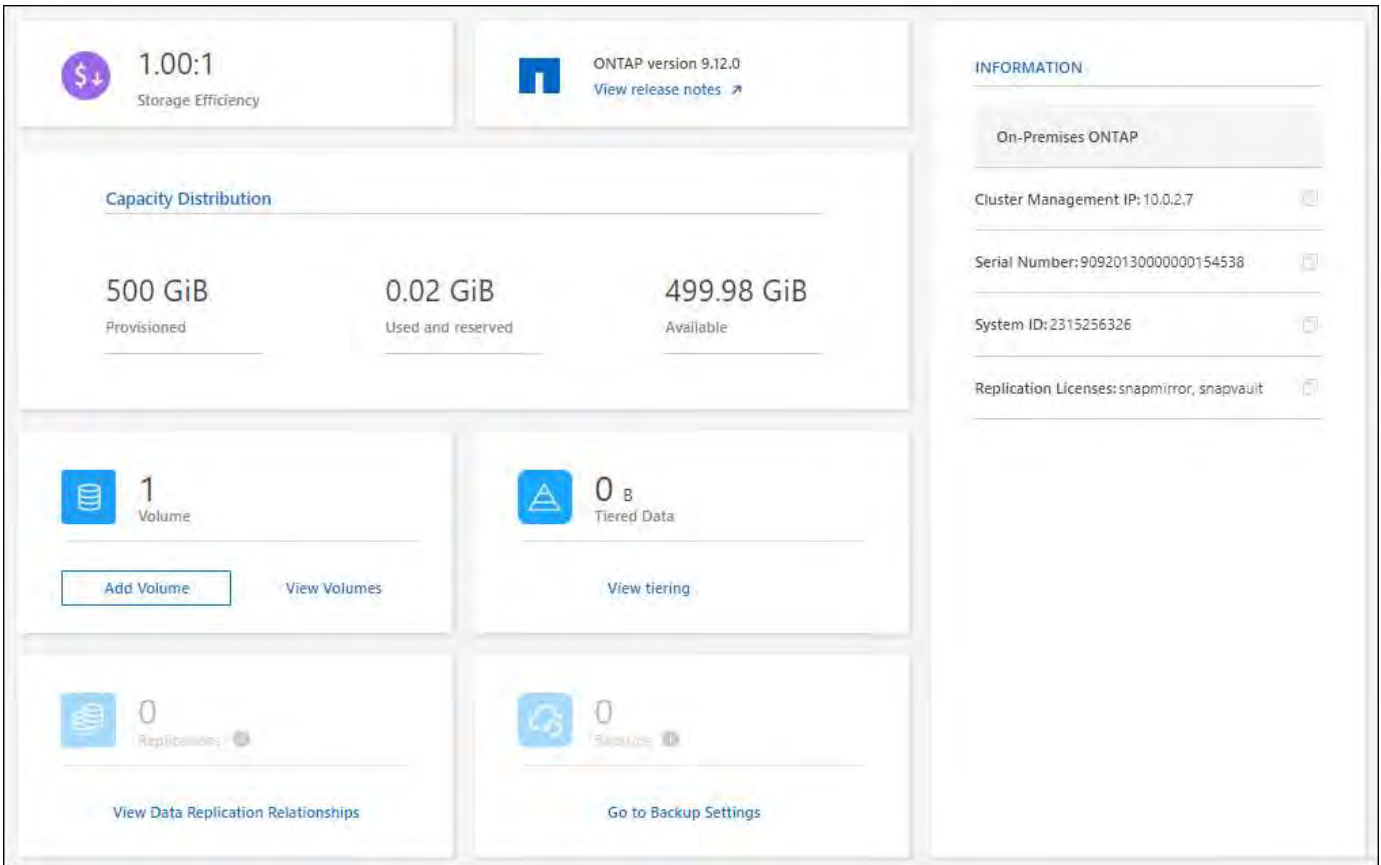 1.00:1
Storage Efficiency
ONTAP version 9.12.0
View release notes
Capacity Distribution
500 GiB
Provisioned
0.02 GiB
Used and reserved
499.98 GiB
Available
1
Volume
Add Volume
View Volumes
0 B
Tiered Data
View tiering
0
Replications
View Data Replication Relationships
0
Backups
Go to Backup Settings
INFORMATION
On-Premises ONTAP
Cluster Management IP: 10.0.2.7
Serial Number: 90920130000000154538
System ID: 2315256326
Replication Licenses: snapmirror, snapvault